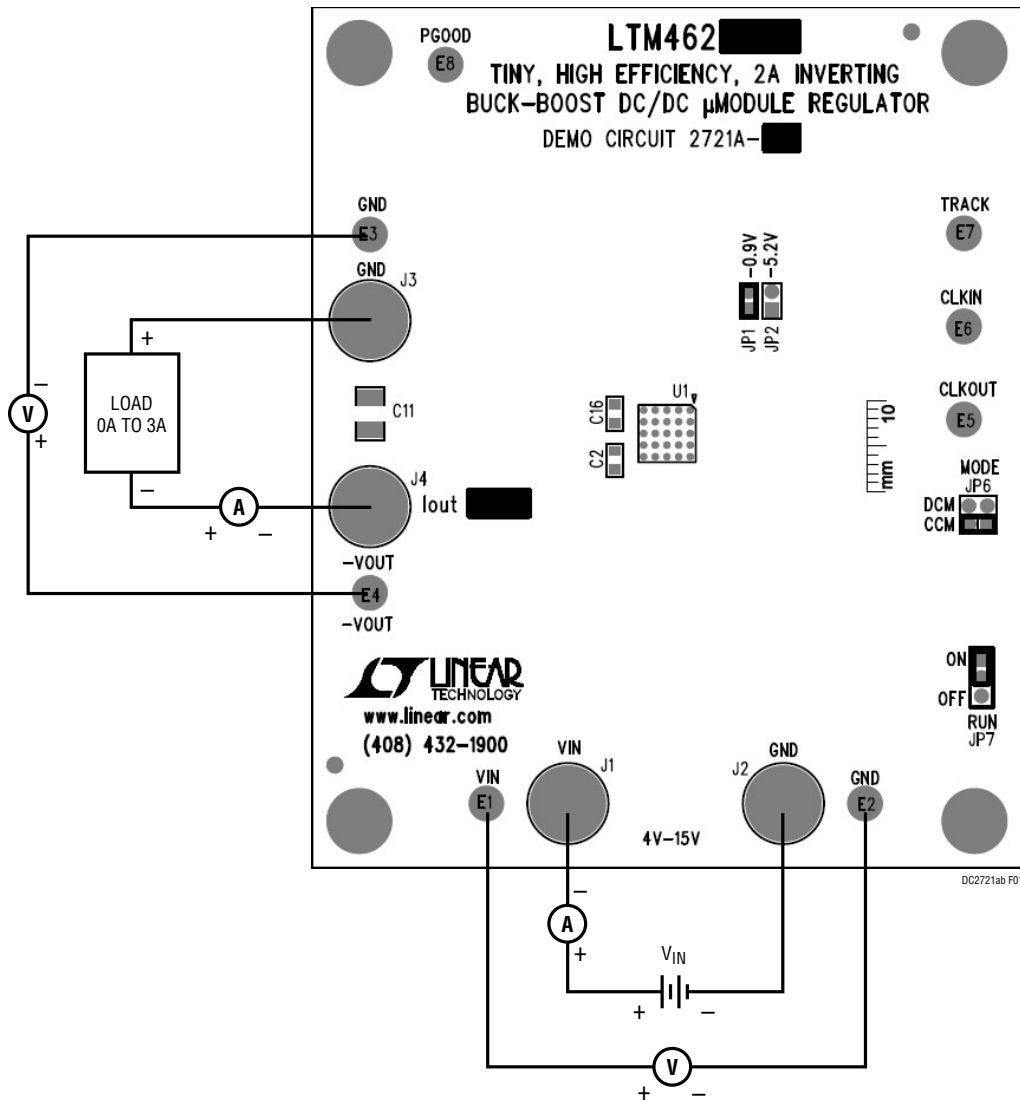 PGOOD
E8
LTM462
TINY, HIGH EFFICIENCY, 2A INVERTING
BUCK-BOOST DC/DC µMODULE REGULATOR
DEMO CIRCUIT 2721A-
GND
E3
GND
J3
-0.9V
-5.2V
JP1
JP2
TRACK
E7
CLKIN
E6
CLKOUT
E5
+
LOAD
0A TO 3A
–
–
V
+
C11
C16
C2
U1
10
mm
MODE
JP6
DCM
CCM
J4
Iout
A
+ –
-VOUT
E4
-VOUT
ON
OFF
RUN
JP7
LINEAR
TECHNOLOGY
www.linear.com
(408) 432-1900
VIN
E1
VIN
J1
J2
GND
GND
E2
4V-15V
DC2721ab F01
–
A
+
VIN
+ –
V
+ –